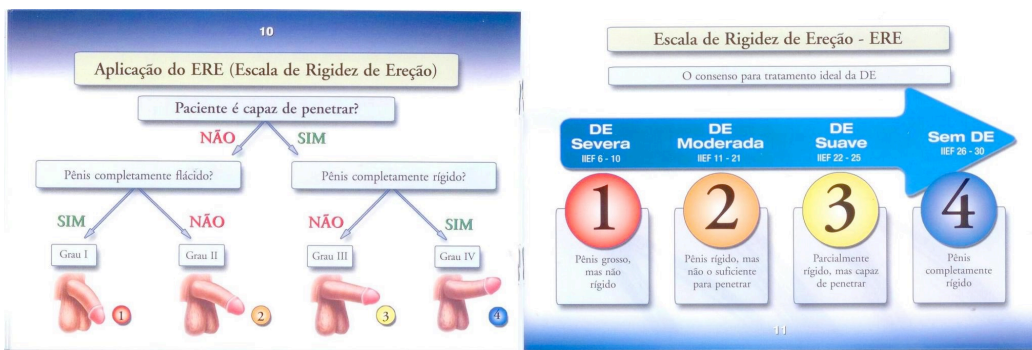 10
Aplicação do ERE (Escala de Rigidez de Ereção)
Paciente é capaz de penetrar?
NÃO SIM
Pênis completamente flácido? Pênis completamente rígido?
SIM NÃO NÃO SIM
Grau I Grau II Grau III Grau IV
1 2 3 4
Escala de Rigidez de Ereção - ERE
O consenso para tratamento ideal da DE
DE Severa
IIEF 6 - 10
DE Moderada
IIEF 11 - 21
DE Suave
IIEF 22 - 25
Sem DE
IIEF 26 - 30
1
Pênis grosso,
mas não
rígido
2
Pênis rígido, mas
não o suficiente
para penetrar
3
Parcialmente
rígido, mas capaz
de penetrar
4
Pênis
completamente
rígido
11